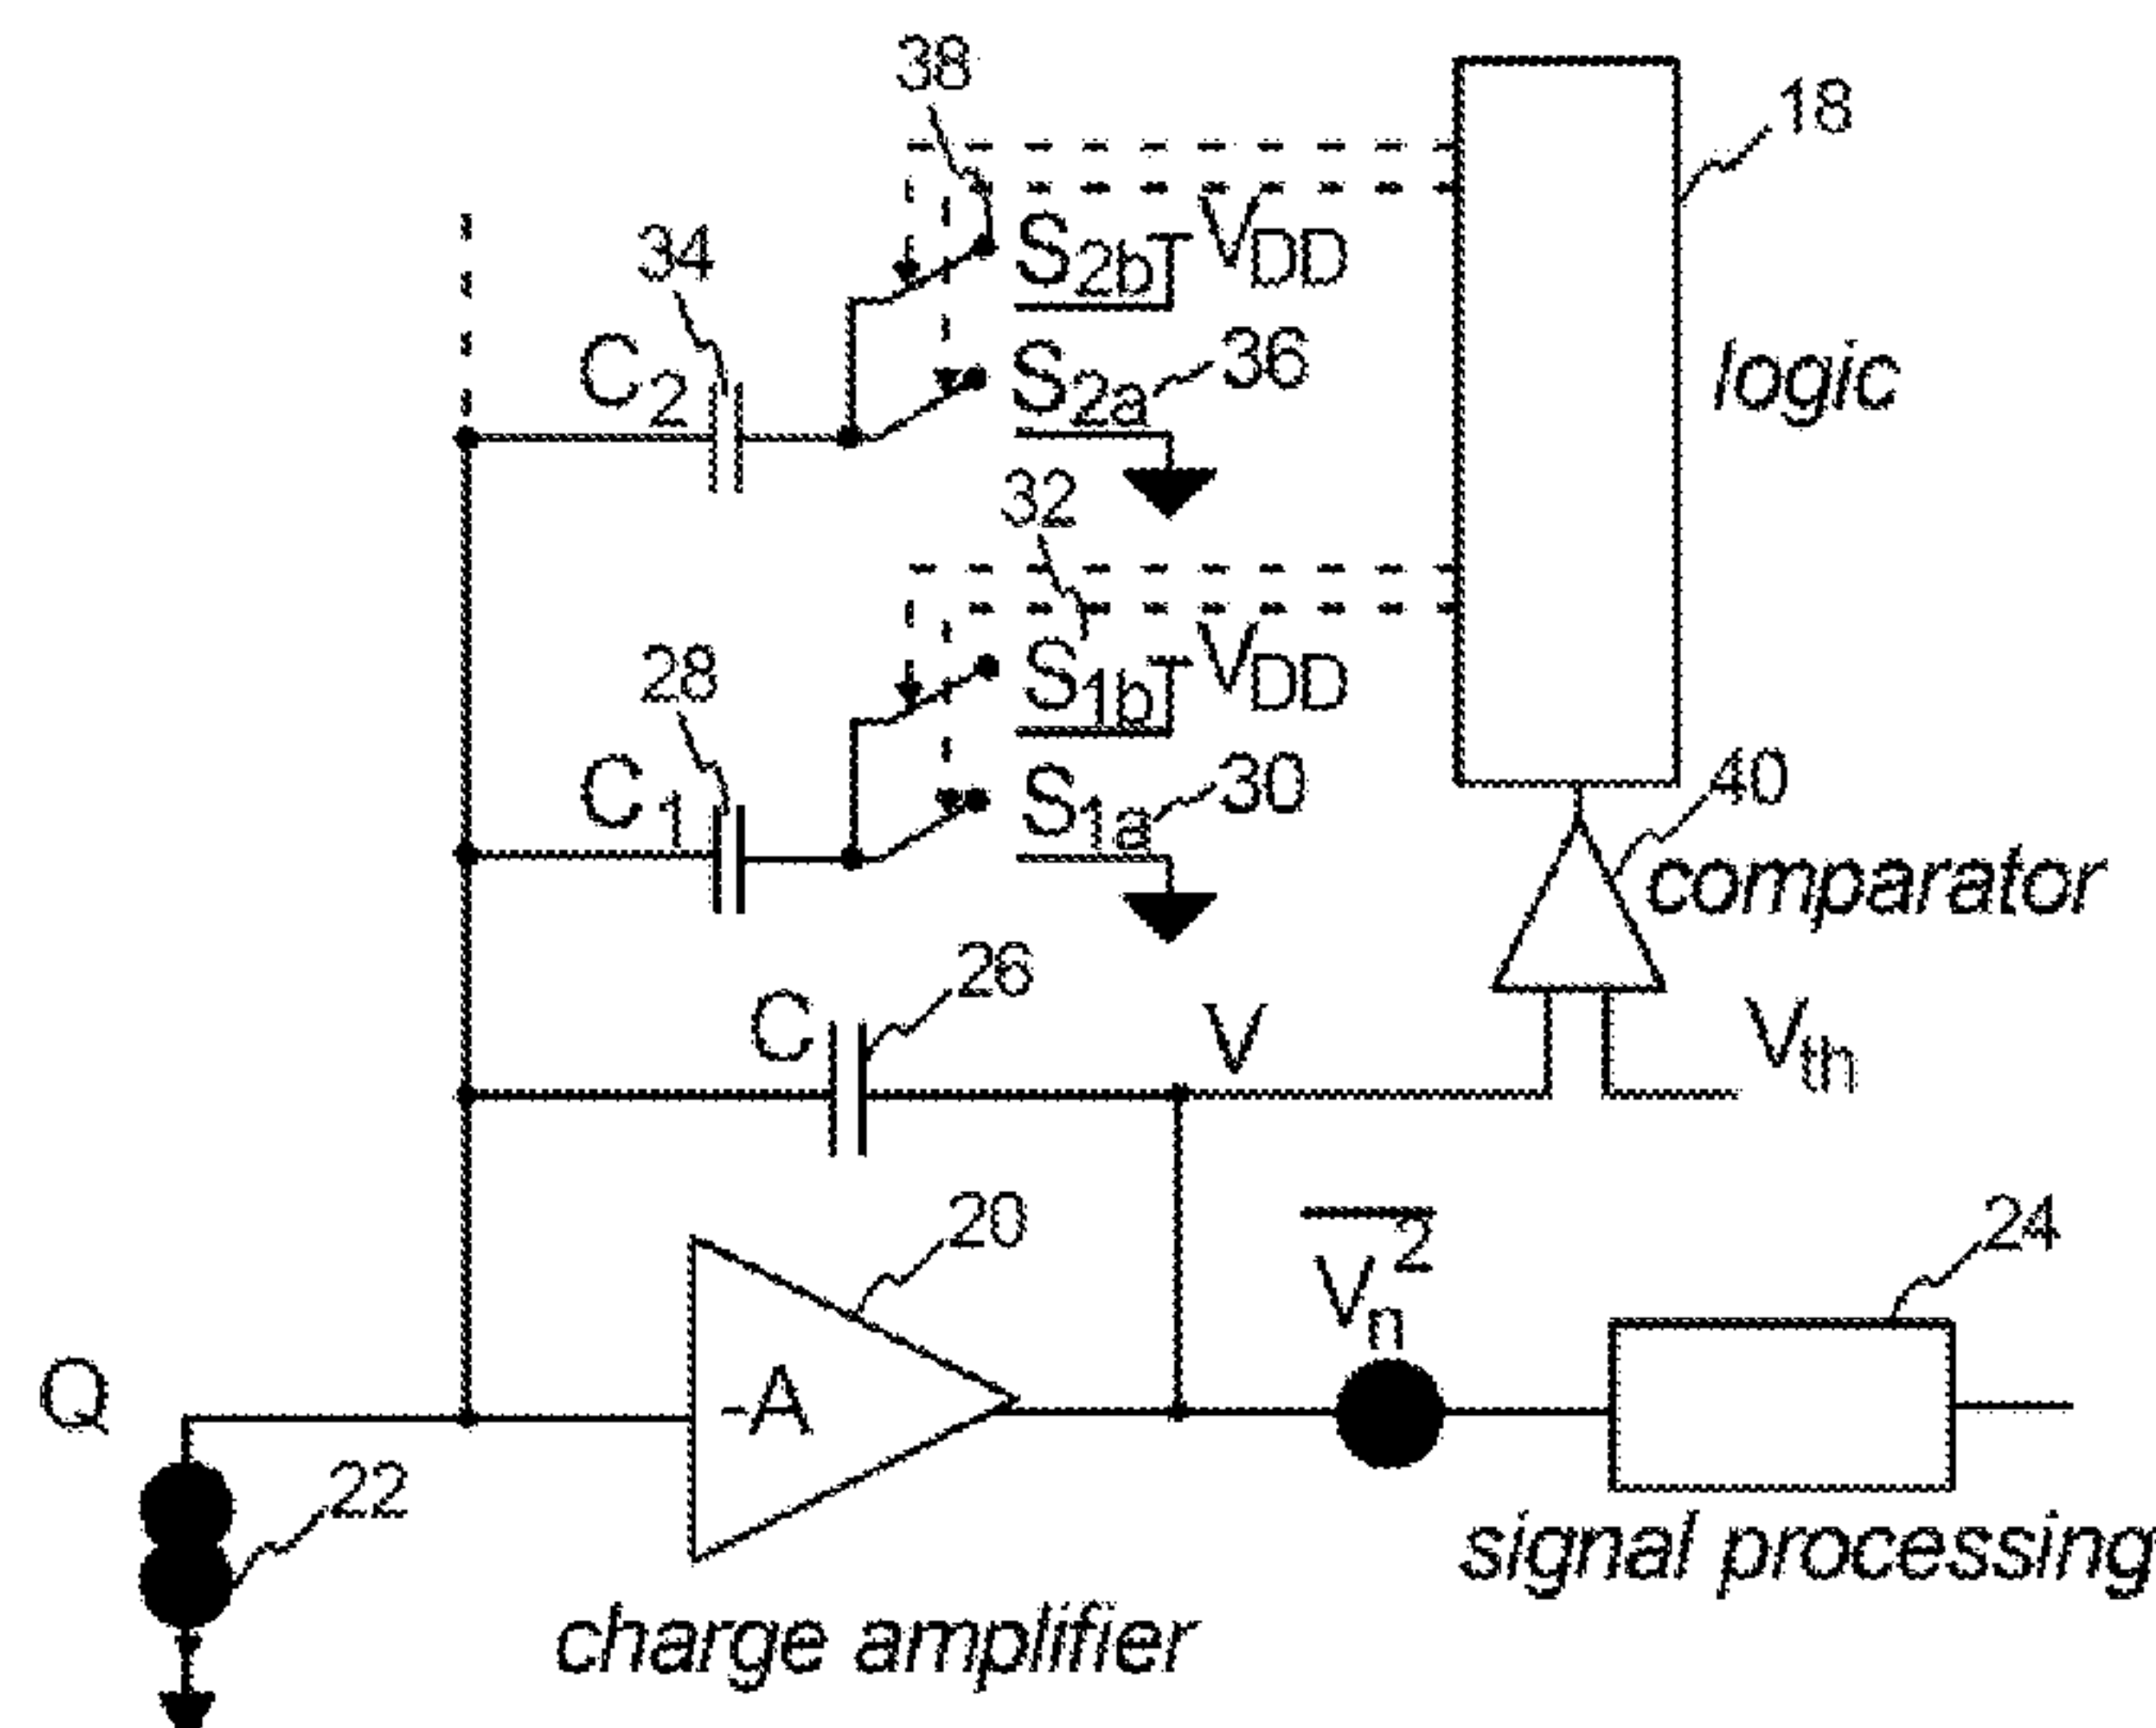 38
18
34
S2b VDD
C2
S2a 36
logic
32
28
S1b VDD
C1
S1a 30
40
comparator
26
C
V
Vth
20
Vn2
24
Q
-A
22
signal processing
charge amplifier